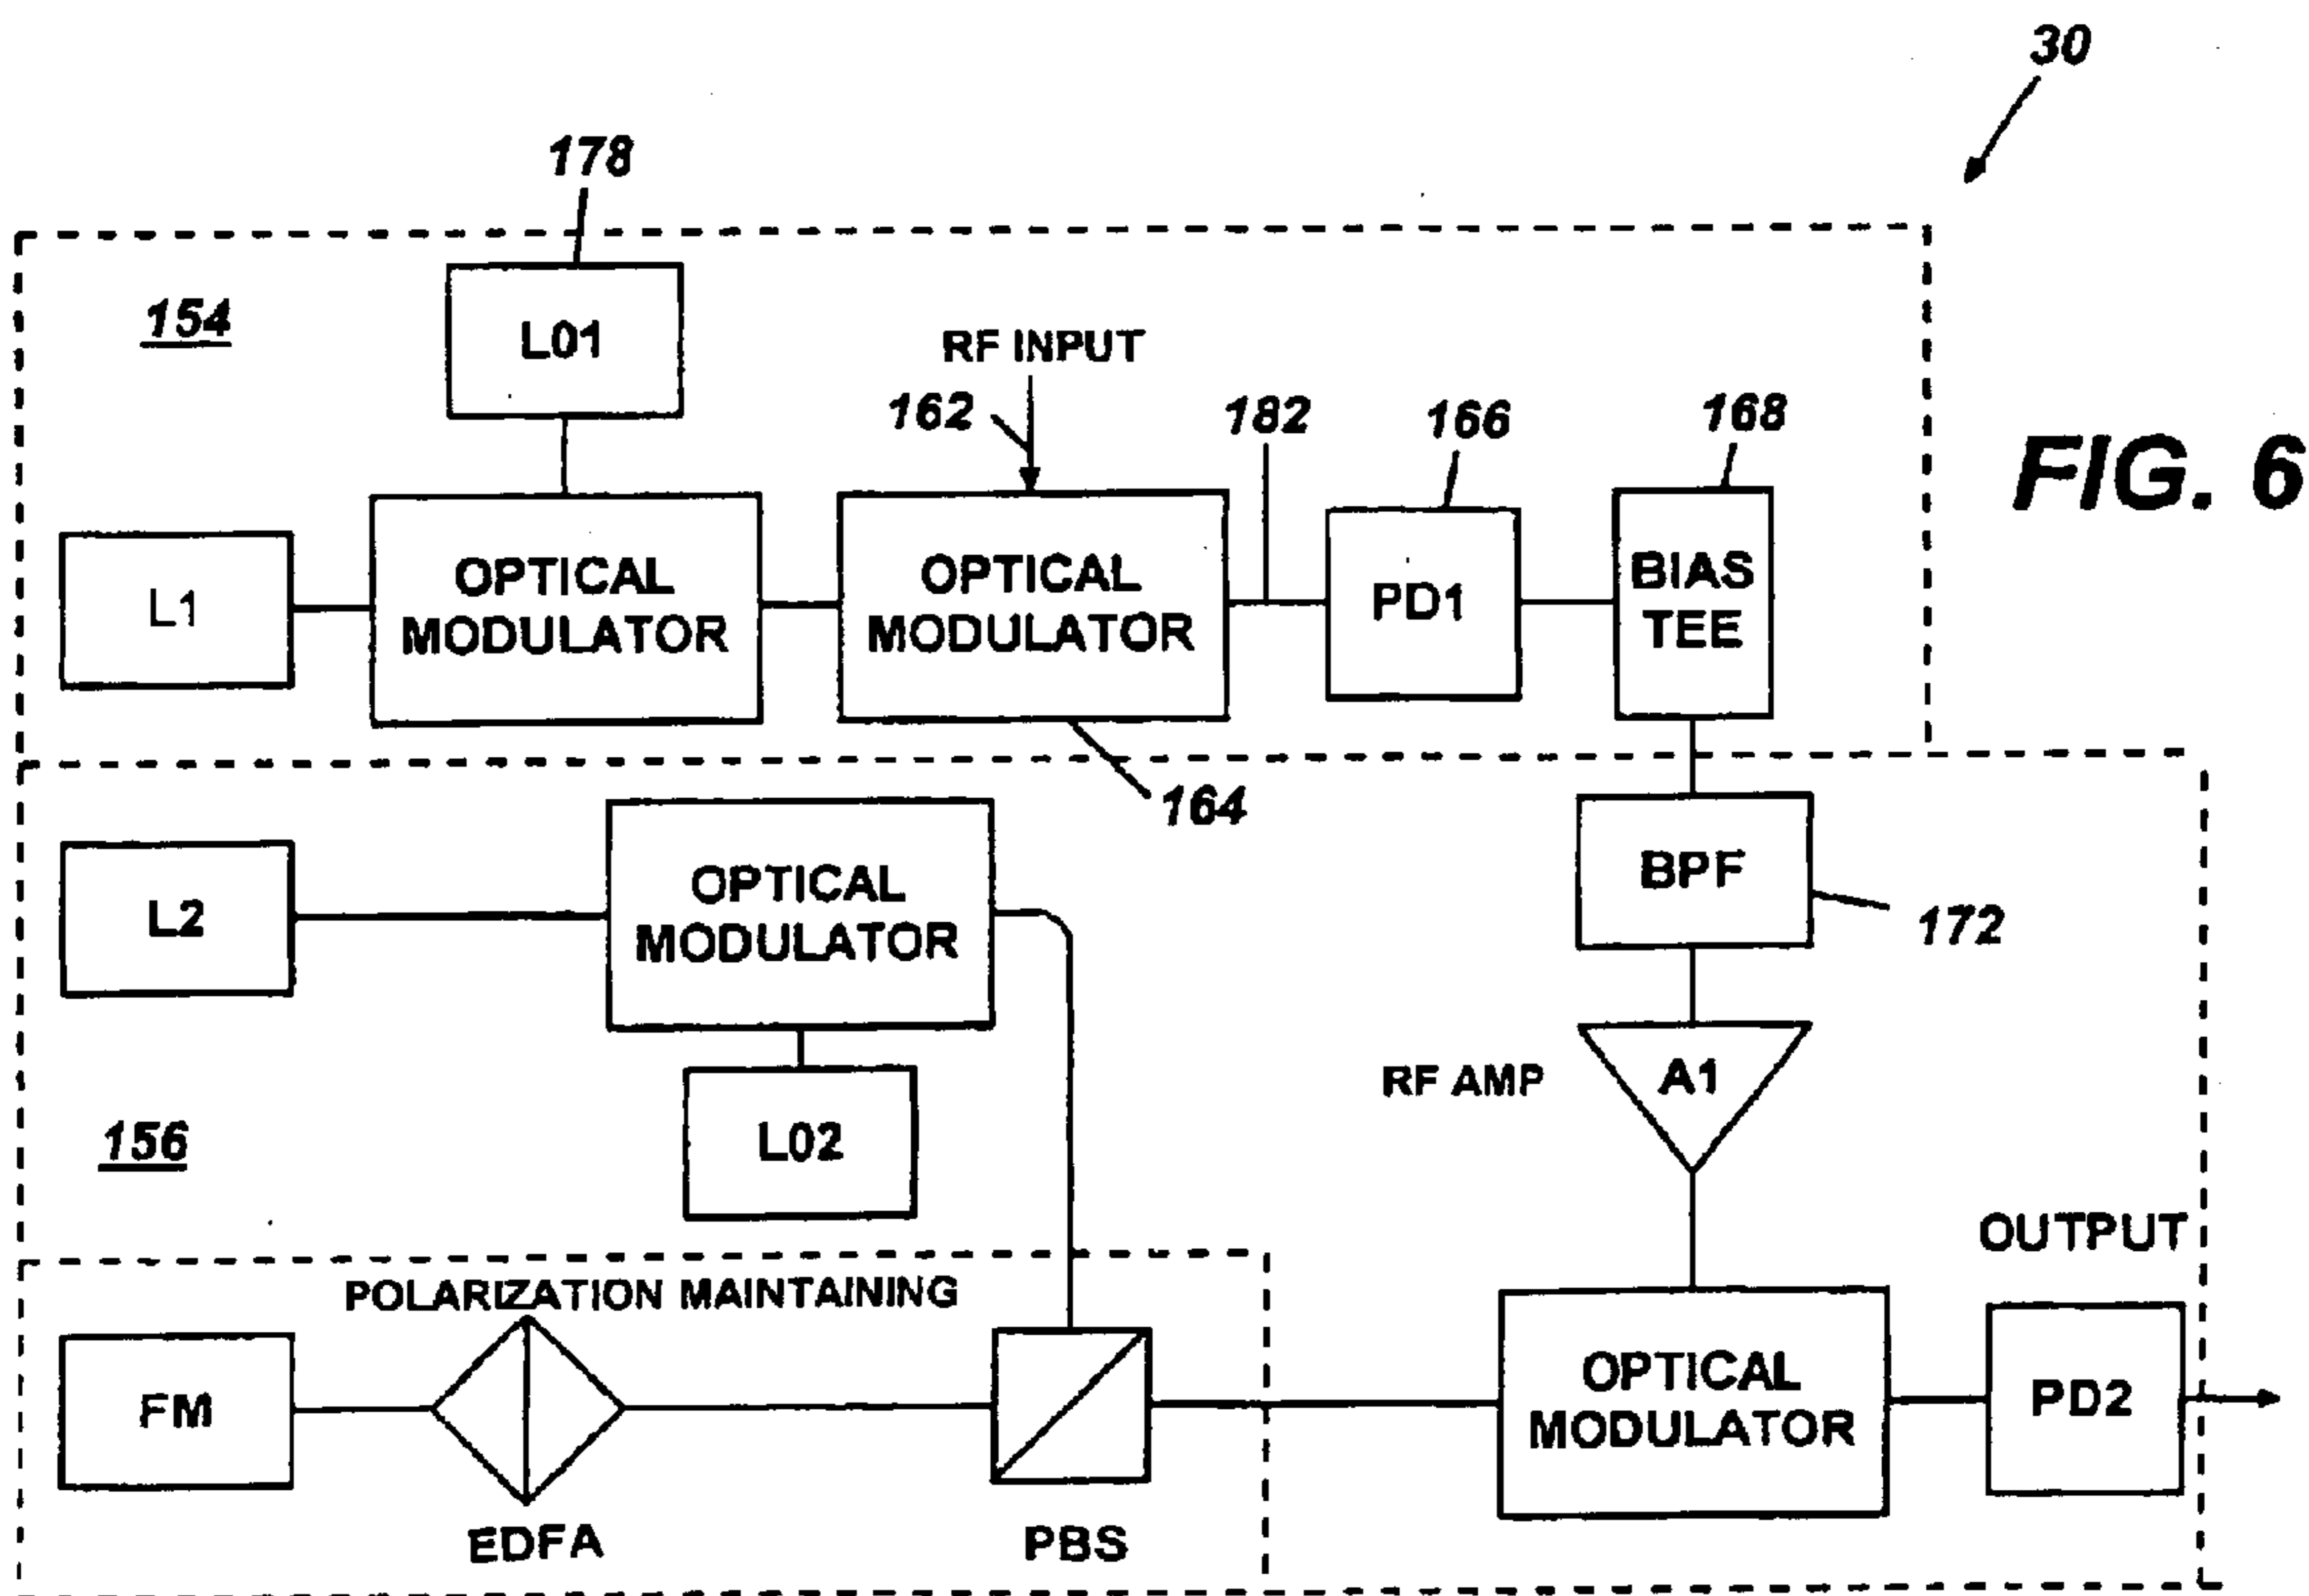 30
178
154
L01
RF INPUT
162
182
166
168
FIG. 6
L1
OPTICAL
MODULATOR
OPTICAL
MODULATOR
PD1
BIAS
TEE
164
L2
OPTICAL
MODULATOR
BPF
172
RF AMP
A1
L02
156
OUTPUT
POLARIZATION MAINTAINING
FM
OPTICAL
MODULATOR
PD2
EDFA
PBS